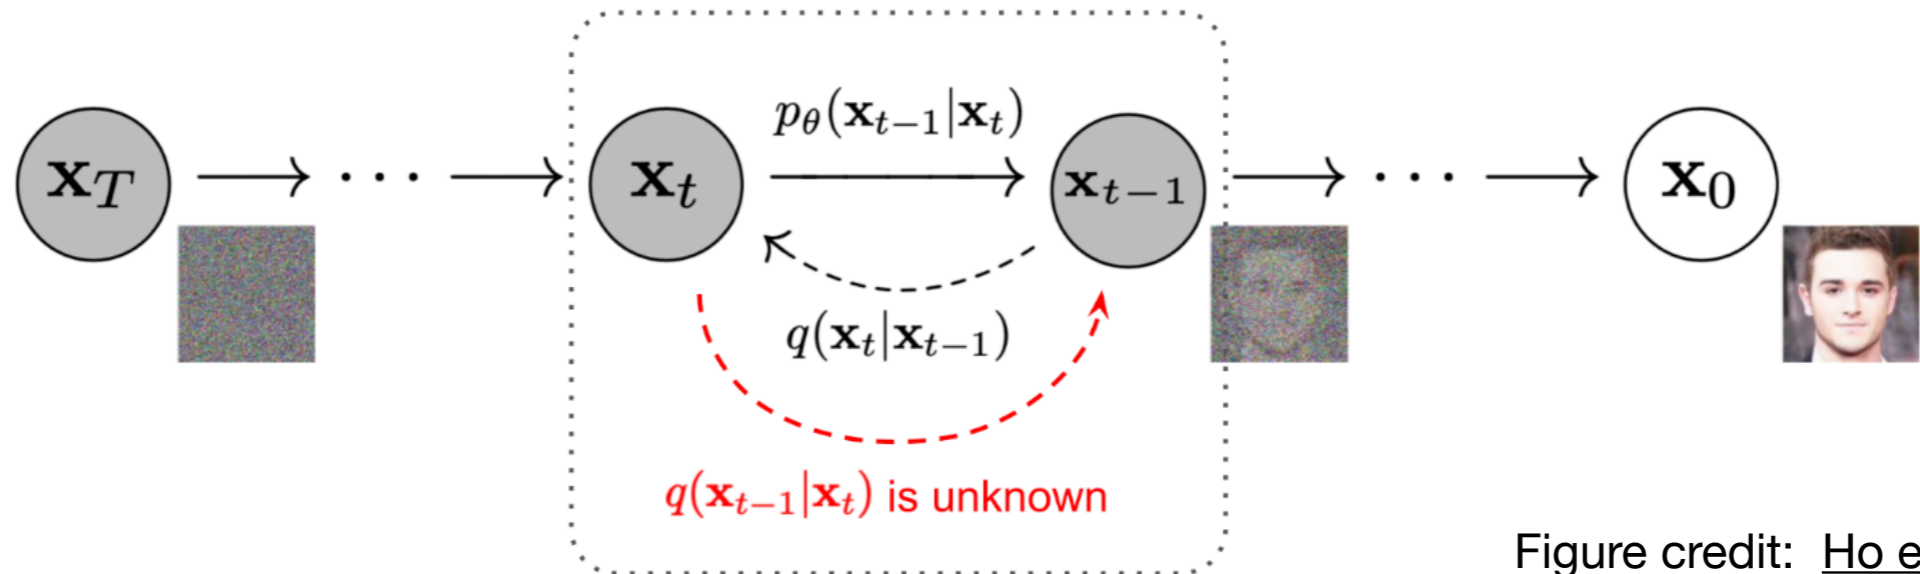 p_θ(x_{t−1}|x_t)
x_T → · · · → x_t → x_{t−1} → · · · → x_0
q(x_t|x_{t−1})
q(x_{t−1}|x_t) is unknown
Figure credit: Ho e